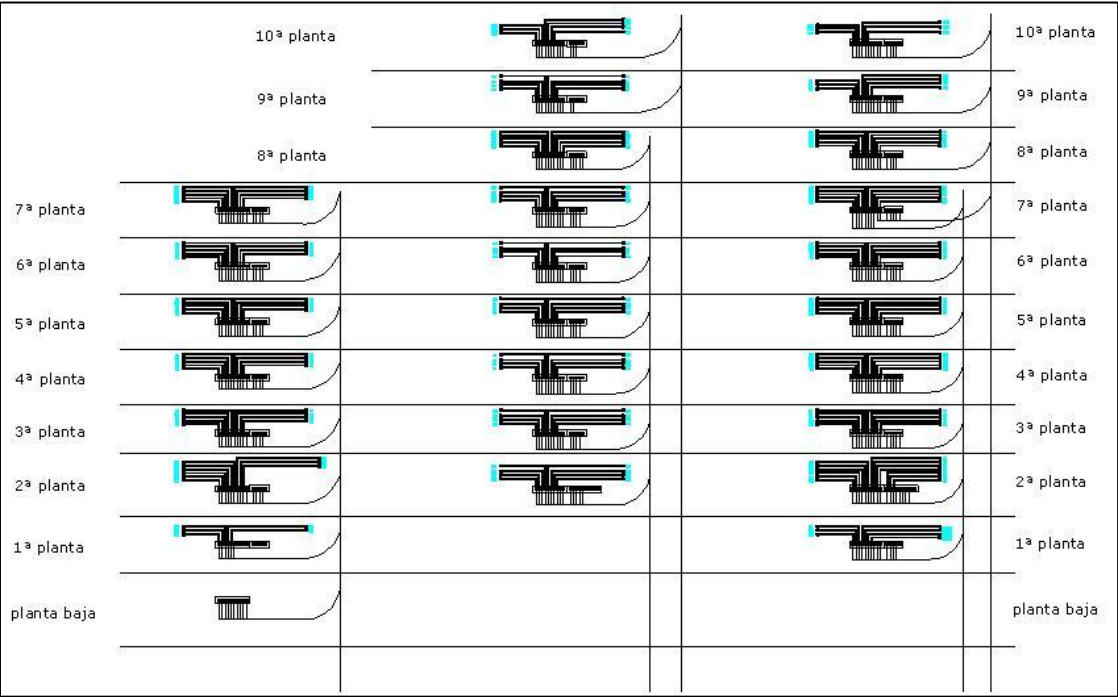 10ª planta 10ª planta
9ª planta 9ª planta
8ª planta 8ª planta
7ª planta 7ª planta
6ª planta 6ª planta
5ª planta 5ª planta
4ª planta 4ª planta
3ª planta 3ª planta
2ª planta 2ª planta
1ª planta 1ª planta
planta baja planta baja